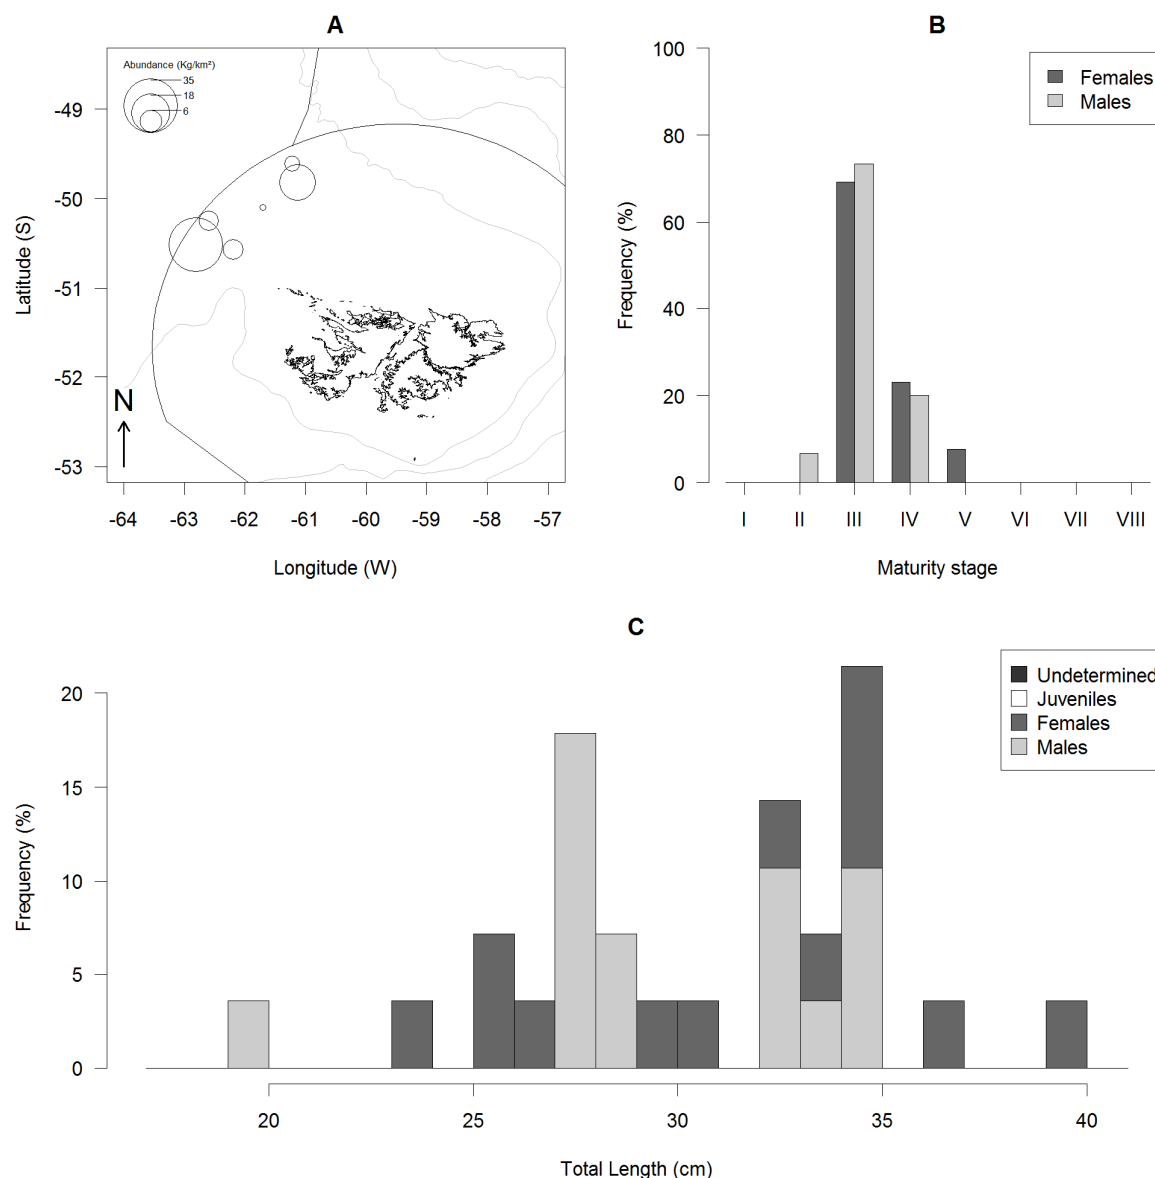 A
Abundance (Kg/km²)
35
18
6
-49
-50
-51
-52
-53
Latitude (S)
N
-64 -63 -62 -61 -60 -59 -58 -57
Longitude (W)
B
Females
Males
100
80
60
40
20
0
Frequency (%)
I II III IV V VI VII VIII
Maturity stage
C
Undetermined
Juveniles
Females
Males
20
15
10
5
0
Frequency (%)
20 25 30 35 40
Total Length (cm)